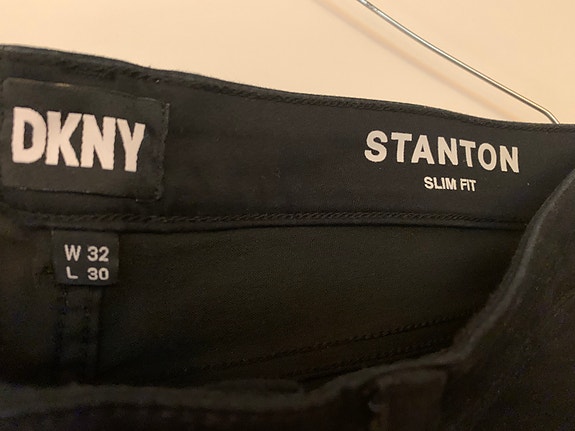 DKNY
STANTON
SLIM FIT
W 32
L 30